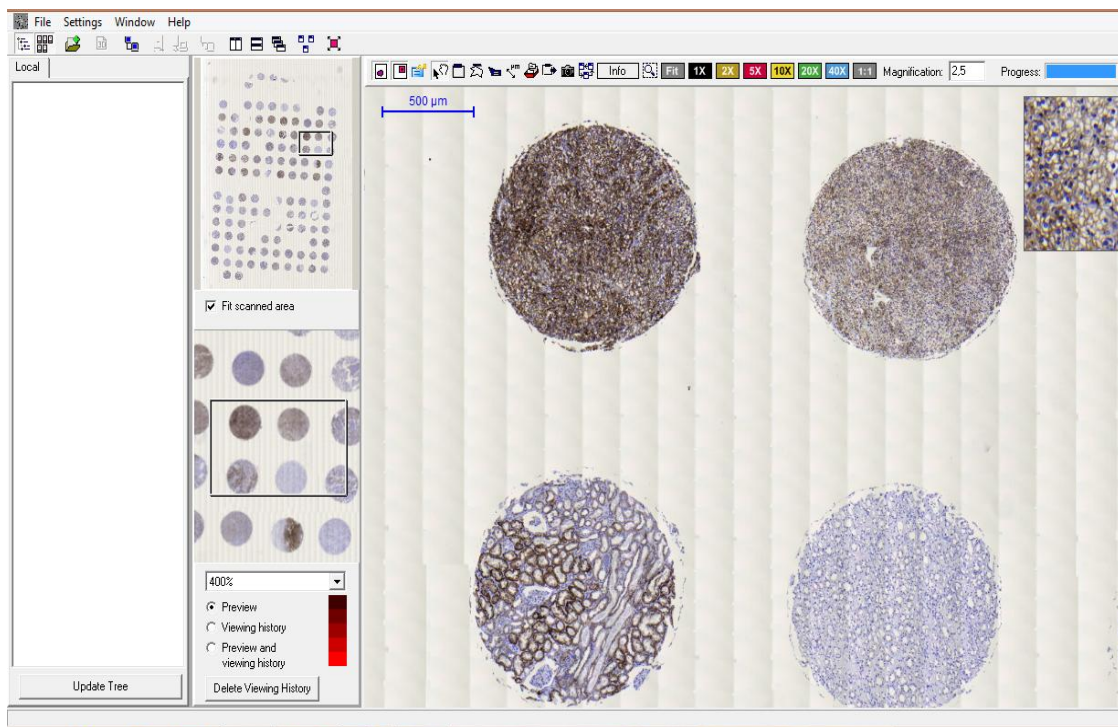 File Settings Window Help
Local
Info Fit 1X 2X 5X 10X 20X 40X 1:1 Magnification: 2,5 Progress:
500 µm
Fit scanned area
400%
Preview
Viewing history
Preview and
viewing history
Update Tree
Delete Viewing History